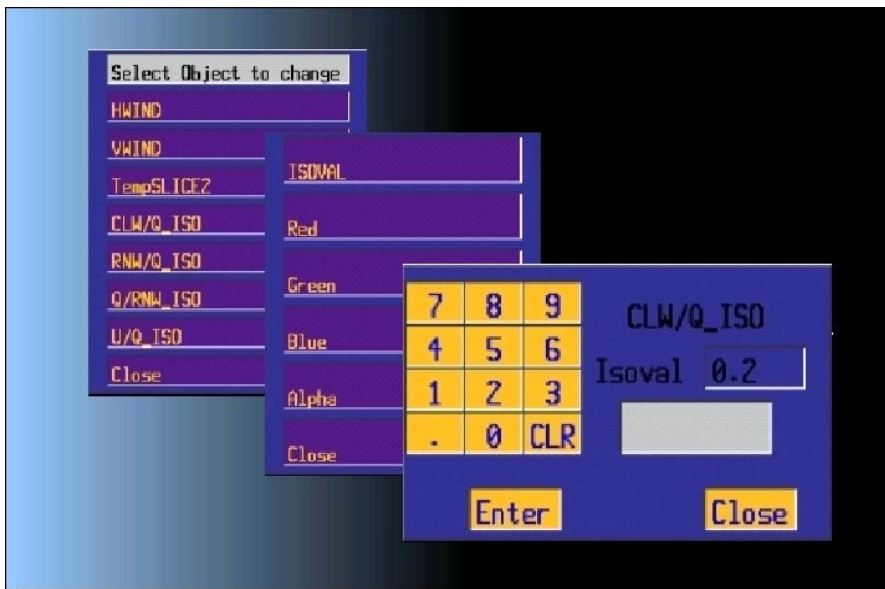 Select Object to change
HWIND
VWIND
TempSLICE2
CLW/Q_ISO
RNW/Q_ISO
Q/RNW_ISO
U/Q_ISO
Close
ISOVAL
Red
Green
Blue
Alpha
Close
7 8 9
4 5 6
1 2 3
. 0 CLR
CLW/Q_ISO
Isoval 0.2
Enter
Close